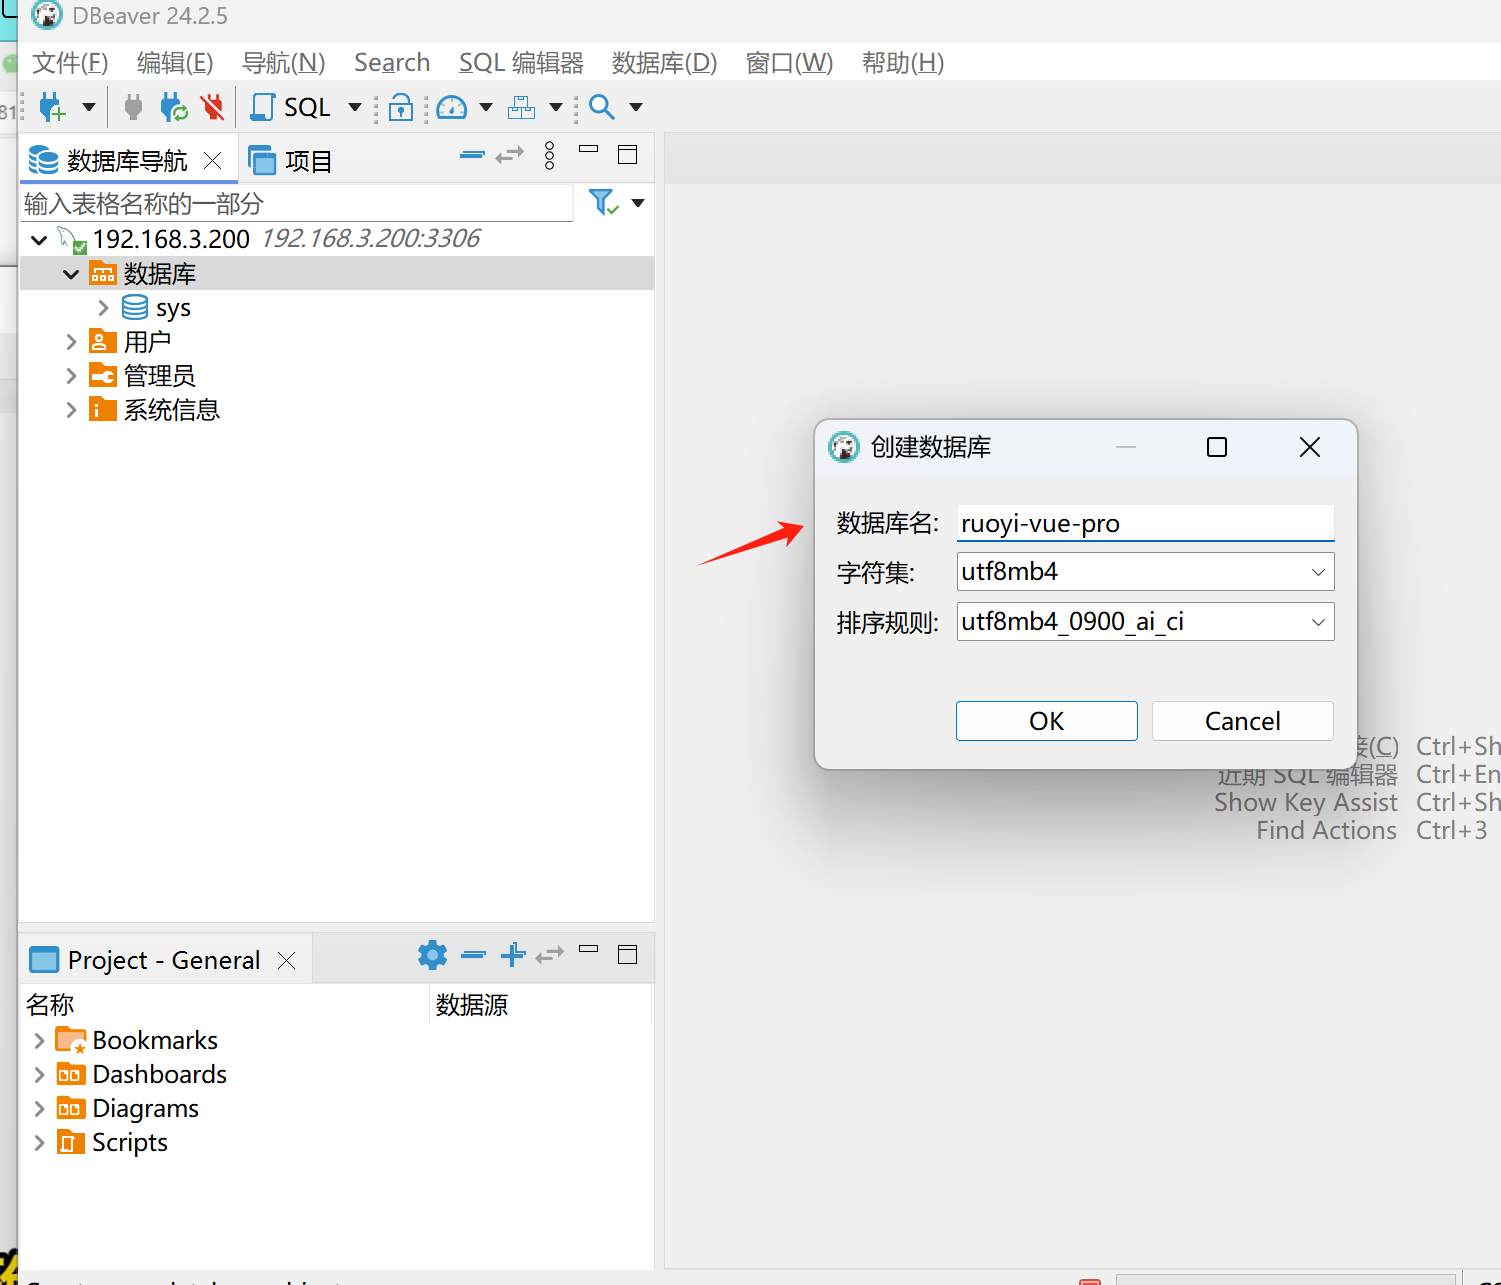 DBeaver 24.2.5
文件(F) 编辑(E) 导航(N) Search SQL 编辑器 数据库(D) 窗口(W) 帮助(H)
SQL
数据库导航 项目
输入表格名称的一部分
192.168.3.200 192.168.3.200:3306
数据库
sys
用户
管理员
系统信息
创建数据库
数据库名: ruoyi-vue-pro
字符集: utf8mb4
排序规则: utf8mb4_0900_ai_ci
OK Cancel
接(C) Ctrl+Sh
近期 SQL 编辑器 Ctrl+En
Show Key Assist Ctrl+Sh
Find Actions Ctrl+3
Project - General
名称 数据源
Bookmarks
Dashboards
Diagrams
Scripts